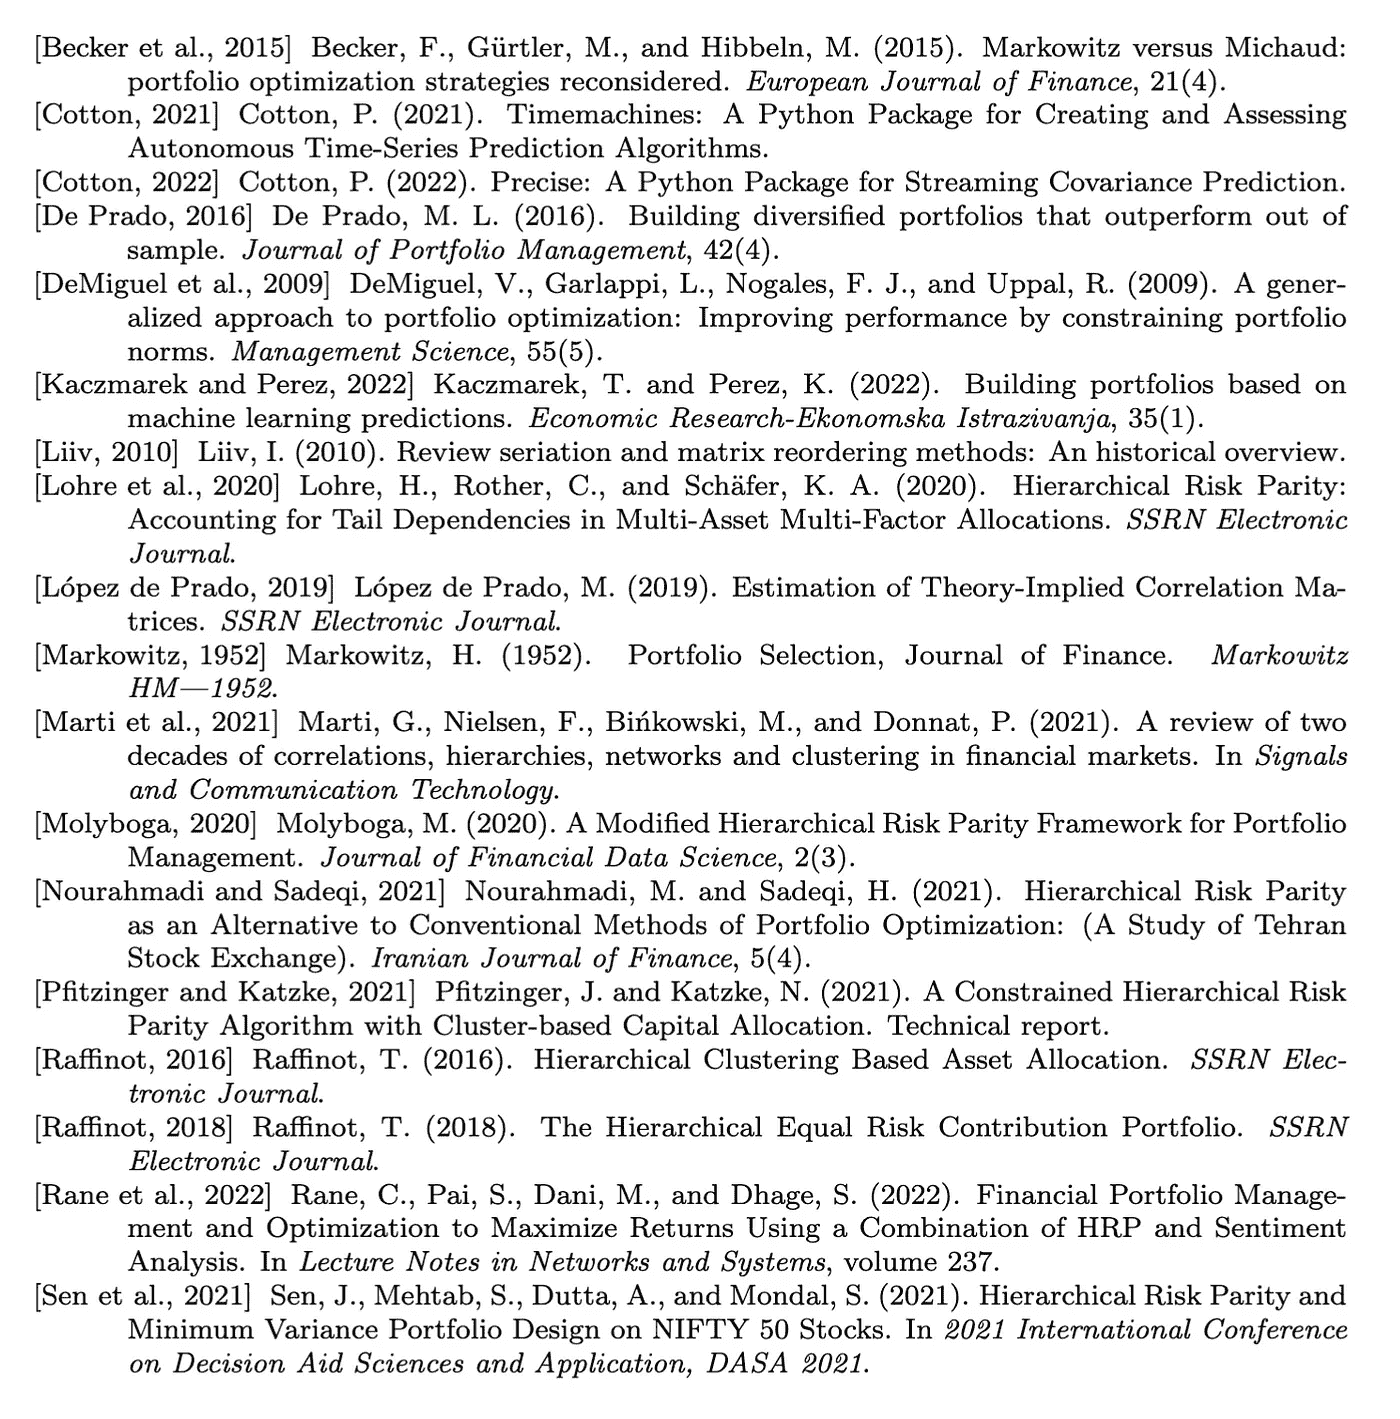 [Becker et al., 2015] Becker, F., Gürtler, M., and Hibbeln, M. (2015). Markowitz versus Michaud:
portfolio optimization strategies reconsidered. European Journal of Finance, 21(4).
[Cotton, 2021] Cotton, P. (2021). Timemachines: A Python Package for Creating and Assessing
Autonomous Time-Series Prediction Algorithms.
[Cotton, 2022] Cotton, P. (2022). Precise: A Python Package for Streaming Covariance Prediction.
[De Prado, 2016] De Prado, M. L. (2016). Building diversified portfolios that outperform out of
sample. Journal of Portfolio Management, 42(4).
[DeMiguel et al., 2009] DeMiguel, V., Garlappi, L., Nogales, F. J., and Uppal, R. (2009). A gener-
alized approach to portfolio optimization: Improving performance by constraining portfolio
norms. Management Science, 55(5).
[Kaczmarek and Perez, 2022] Kaczmarek, T. and Perez, K. (2022). Building portfolios based on
machine learning predictions. Economic Research-Ekonomska Istrazivanja, 35(1).
[Liiv, 2010] Liiv, I. (2010). Review seriation and matrix reordering methods: An historical overview.
[Lohre et al., 2020] Lohre, H., Rother, C., and Schäfer, K. A. (2020). Hierarchical Risk Parity:
Accounting for Tail Dependencies in Multi-Asset Multi-Factor Allocations. SSRN Electronic
Journal.
[López de Prado, 2019] López de Prado, M. (2019). Estimation of Theory-Implied Correlation Ma-
trices. SSRN Electronic Journal.
[Markowitz, 1952] Markowitz, H. (1952). Portfolio Selection, Journal of Finance. Markowitz
HM—1952.
[Marti et al., 2021] Marti, G., Nielsen, F., Bińkowski, M., and Donnat, P. (2021). A review of two
decades of correlations, hierarchies, networks and clustering in financial markets. In Signals
and Communication Technology.
[Molyboga, 2020] Molyboga, M. (2020). A Modified Hierarchical Risk Parity Framework for Portfolio
Management. Journal of Financial Data Science, 2(3).
[Nourahmadi and Sadeqi, 2021] Nourahmadi, M. and Sadeqi, H. (2021). Hierarchical Risk Parity
as an Alternative to Conventional Methods of Portfolio Optimization: (A Study of Tehran
Stock Exchange). Iranian Journal of Finance, 5(4).
[Pfitzinger and Katzke, 2021] Pfitzinger, J. and Katzke, N. (2021). A Constrained Hierarchical Risk
Parity Algorithm with Cluster-based Capital Allocation. Technical report.
[Raffinot, 2016] Raffinot, T. (2016). Hierarchical Clustering Based Asset Allocation. SSRN Elec-
tronic Journal.
[Raffinot, 2018] Raffinot, T. (2018). The Hierarchical Equal Risk Contribution Portfolio. SSRN
Electronic Journal.
[Rane et al., 2022] Rane, C., Pai, S., Dani, M., and Dhage, S. (2022). Financial Portfolio Manage-
ment and Optimization to Maximize Returns Using a Combination of HRP and Sentiment
Analysis. In Lecture Notes in Networks and Systems, volume 237.
[Sen et al., 2021] Sen, J., Mehtab, S., Dutta, A., and Mondal, S. (2021). Hierarchical Risk Parity and
Minimum Variance Portfolio Design on NIFTY 50 Stocks. In 2021 International Conference
on Decision Aid Sciences and Application, DASA 2021.